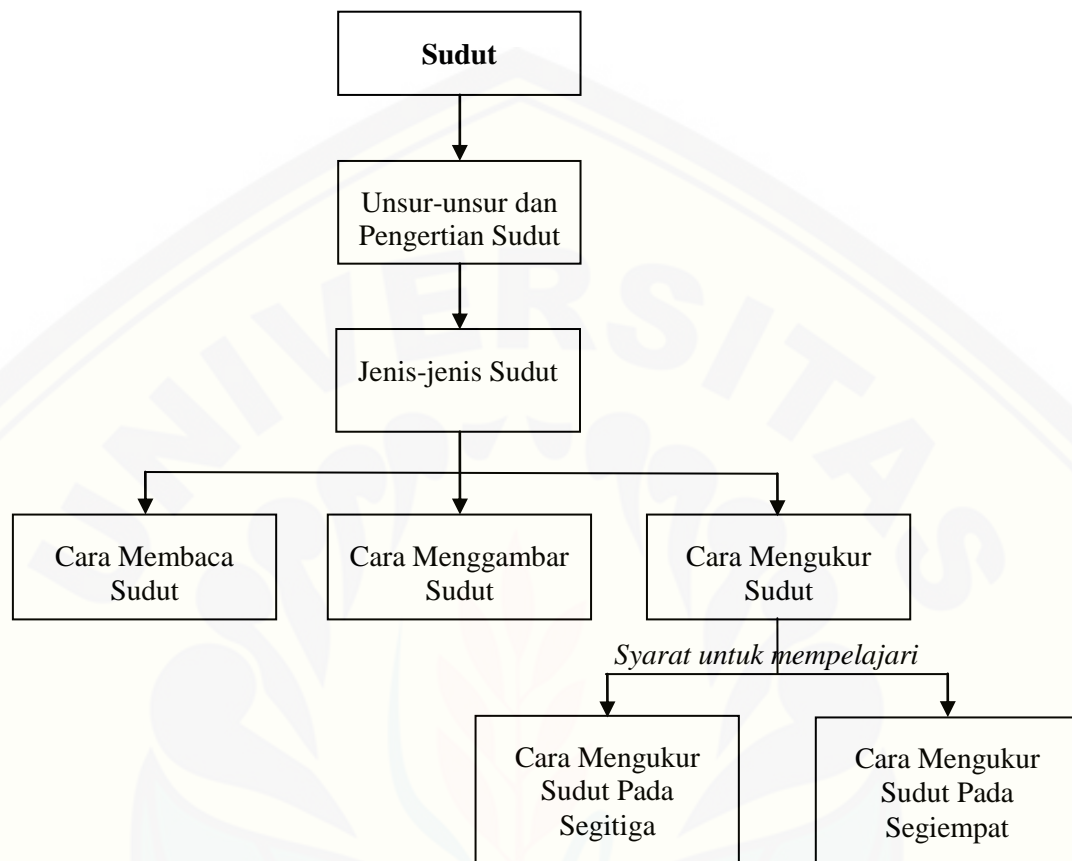 Sudut
Unsur-unsur dan
Pengertian Sudut
Jenis-jenis Sudut
Cara Membaca
Sudut
Cara Menggambar
Sudut
Cara Mengukur
Sudut
Syarat untuk mempelajari
Cara Mengukur
Sudut Pada
Segitiga
Cara Mengukur
Sudut Pada
Segiempat
UNIVERSITAS